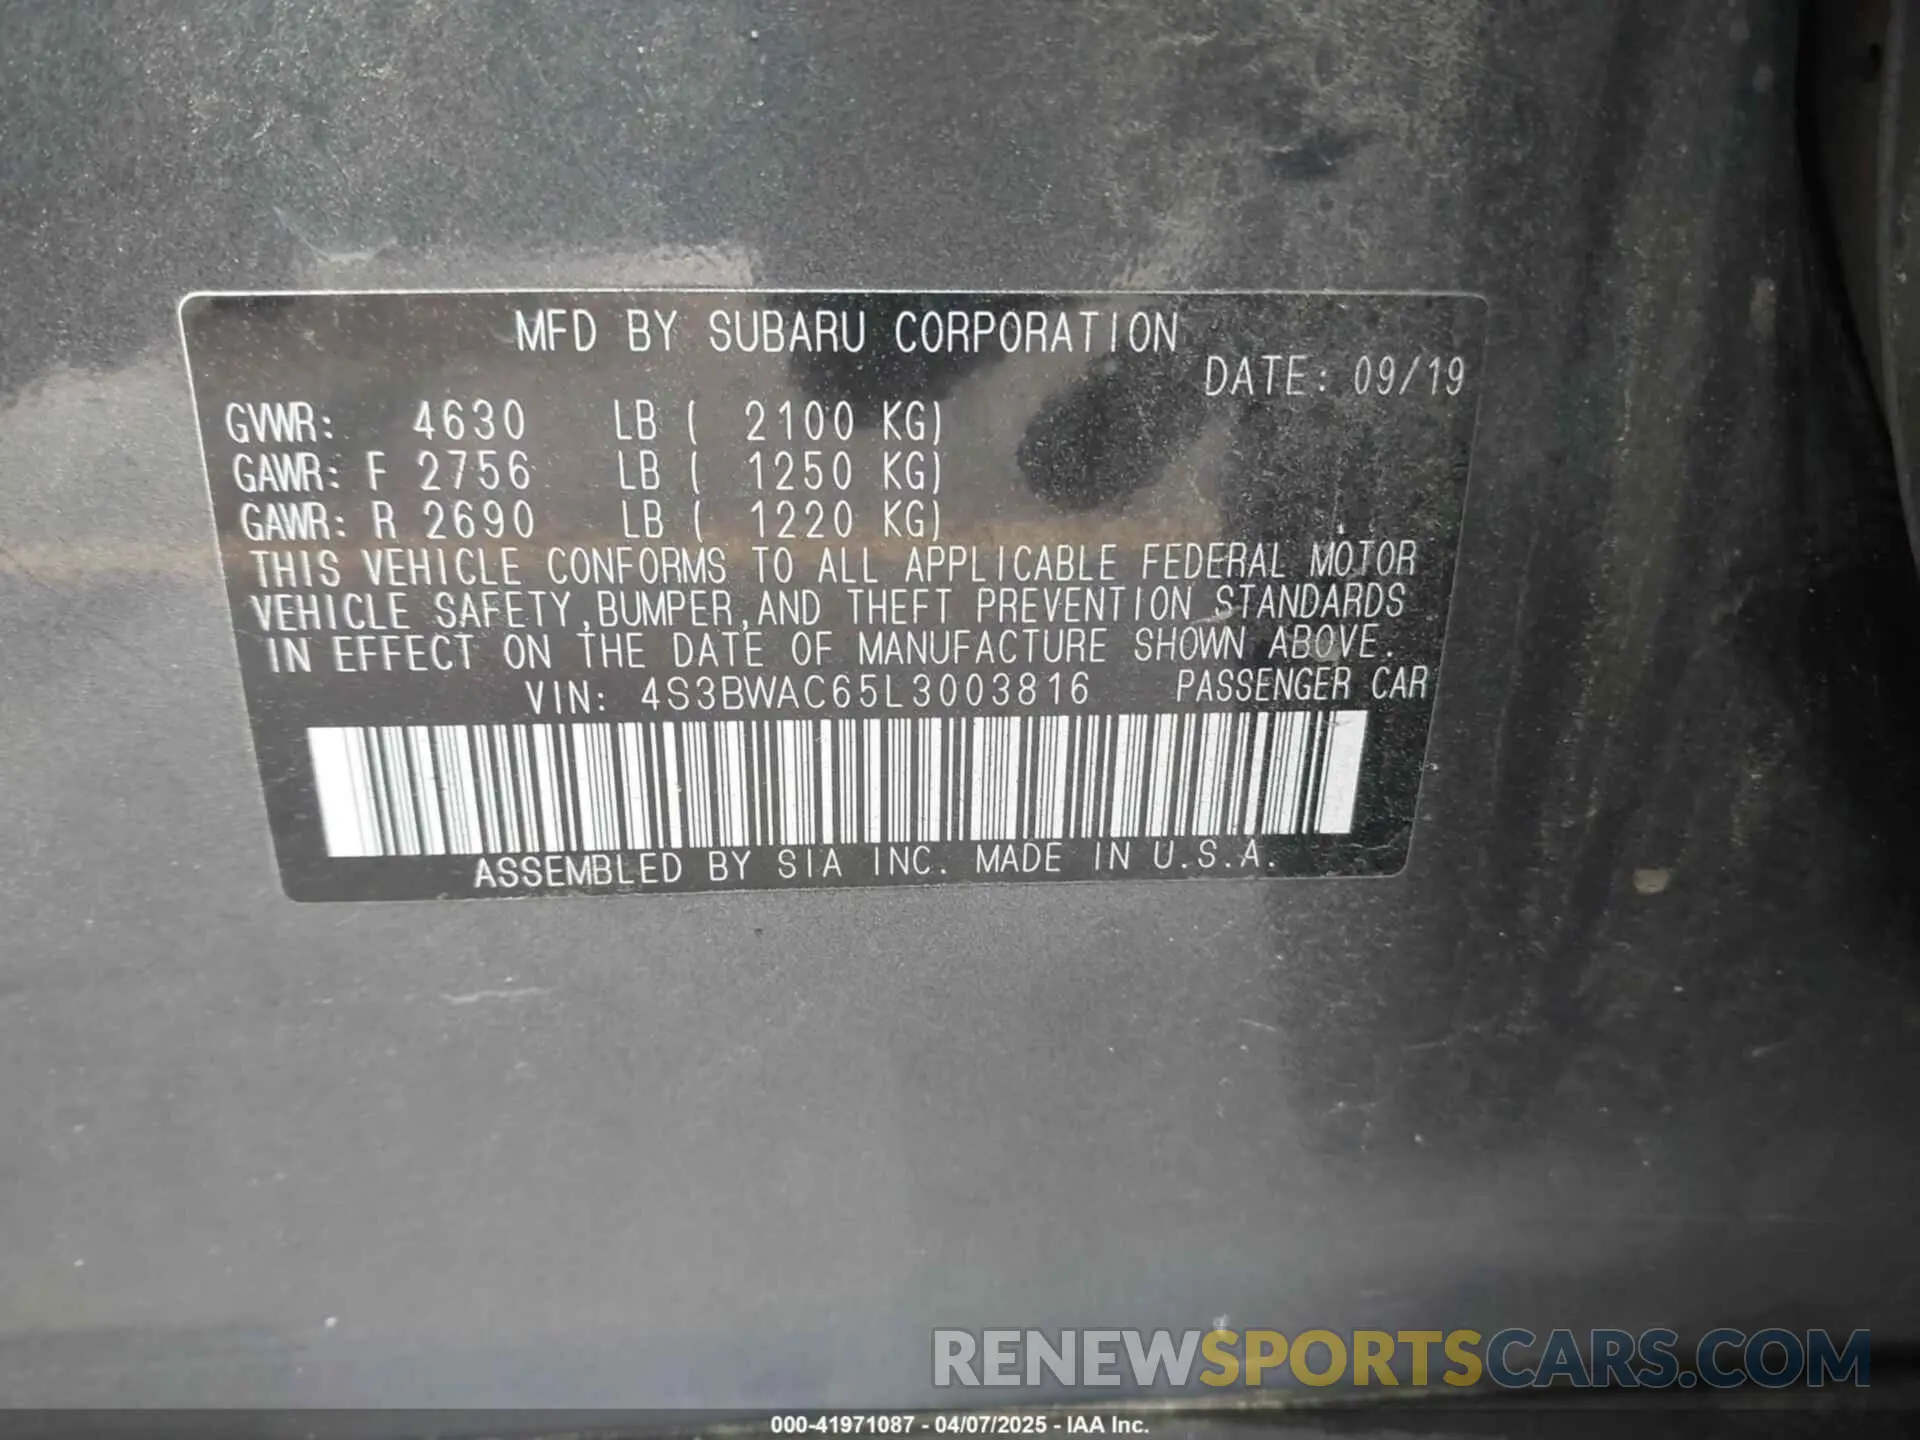 MFD BY SUBARU CORPORATION
DATE: 09/19
GVWR: 4630 LB ( 2100 KG)
GAWR: F 2756 LB ( 1250 KG)
GAWR: R 2690 LB ( 1220 KG)
THIS VEHICLE CONFORMS TO ALL APPLICABLE FEDERAL MOTOR
VEHICLE SAFETY,BUMPER,AND THEFT PREVENTION STANDARDS
IN EFFECT ON THE DATE OF MANUFACTURE SHOWN ABOVE.
VIN: 4S3BWAC65L3003816 PASSENGER CAR
ASSEMBLED BY SIA INC. MADE IN U.S.A.
RENEWSPORTSCARS.COM
000-41971087 - 04/07/2025 - IAA Inc.